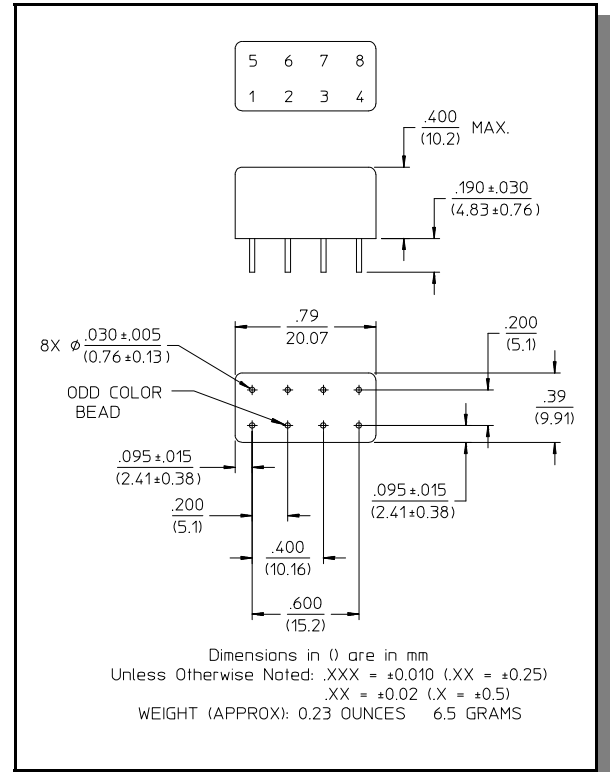 5 6 7 8
1 2 3 4
.400
(10.2)
MAX.
.190±.030
(4.83±0.76)
.79
20.07
.200
(5.1)
8X ⌀ .030±.005
(0.76±0.13)
.39
(9.91)
ODD COLOR
BEAD
.095±.015
(2.41±0.38)
.095±.015
(2.41±0.38)
.200
(5.1)
.400
(10.16)
.600
(15.2)
Dimensions in () are in mm
Unless Otherwise Noted: .XXX = ±0.010 (.XX = ±0.25)
.XX = ±0.02 (.X = ±0.5)
WEIGHT (APPROX): 0.23 OUNCES 6.5 GRAMS